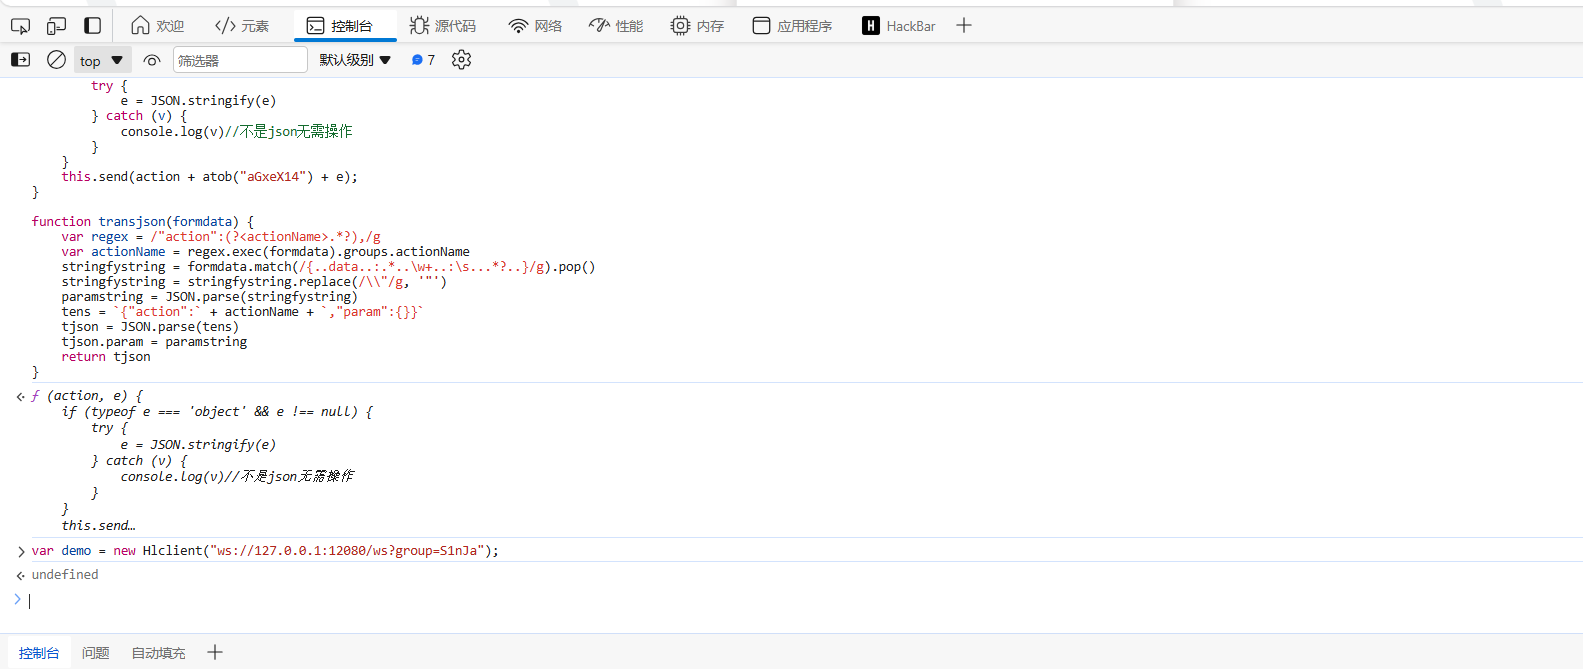 欢迎 元素 控制台 源代码 网络 性能 内存 应用程序 H HackBar
top 筛选器 默认级别 7
try {
e = JSON.stringify(e)
} catch (v) {
console.log(v)//不是json无需操作
}
}
this.send(action + atob("aGxeX14") + e);
}
function transjson(formdata) {
var regex = /"action":(?<actionName>.*?),/g
var actionName = regex.exec(formdata).groups.actionName
stringfystring = formdata.match(/{..data..:.*..\w+..:\s...*?..}/g).pop()
stringfystring = stringfystring.replace(/\\"/g, '"')
paramstring = JSON.parse(stringfystring)
tens = `{"action":` + actionName + `,"param":{}}`
tjson = JSON.parse(tens)
tjson.param = paramstring
return tjson
}
ƒ (action, e) {
if (typeof e === 'object' && e !== null) {
try {
e = JSON.stringify(e)
} catch (v) {
console.log(v)//不是json无需操作
}
}
this.send…
var demo = new Hlclient("ws://127.0.0.1:12080/ws?group=S1nJa");
undefined
控制台 问题 自动填充